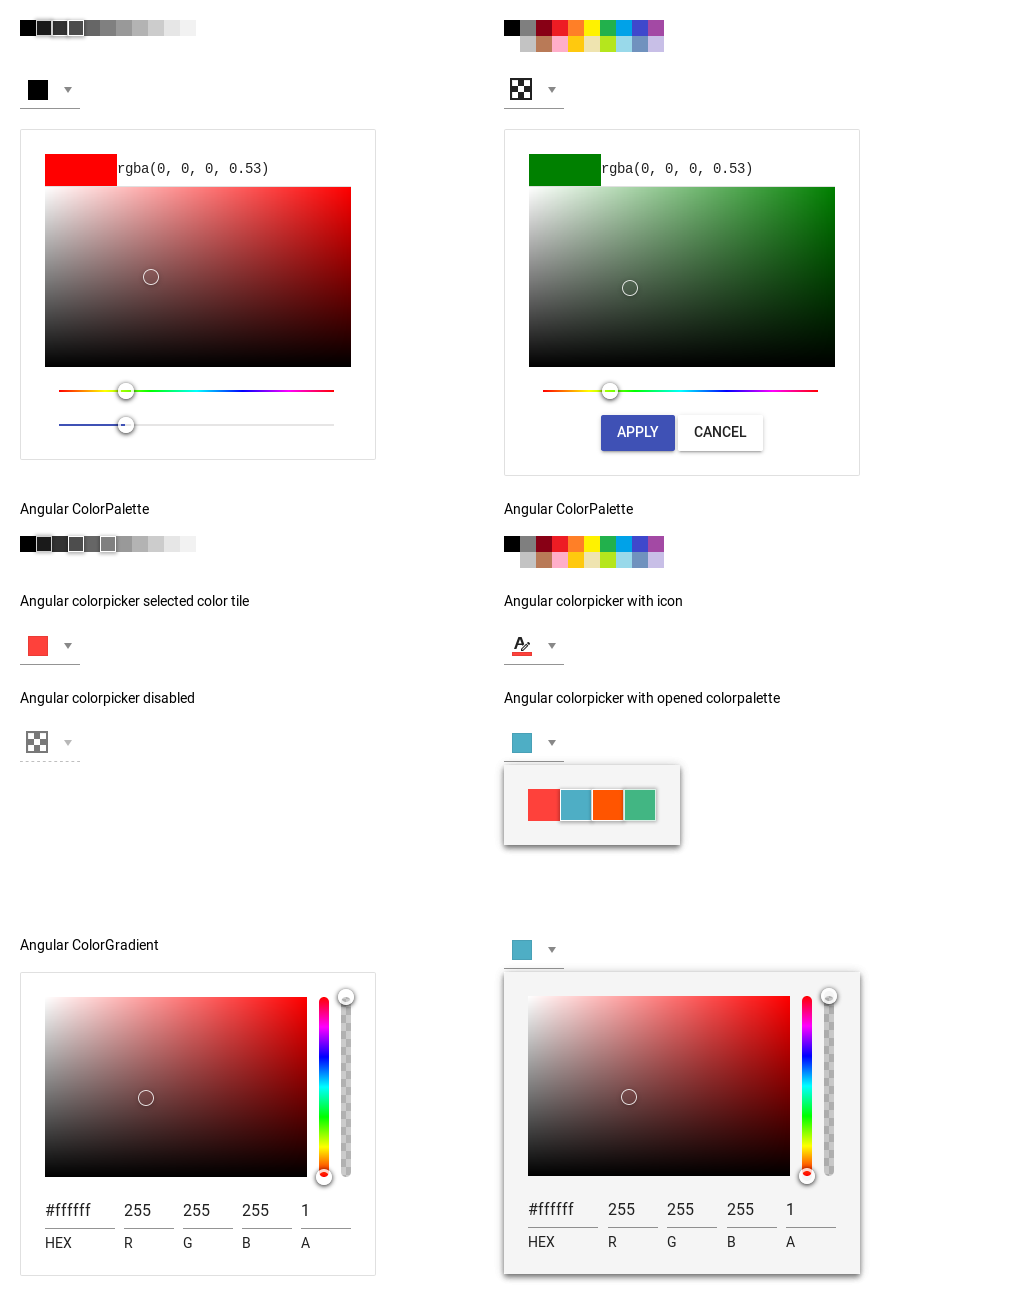 rgba(0, 0, 0, 0.53)
rgba(0, 0, 0, 0.53)
APPLY CANCEL
Angular ColorPalette
Angular ColorPalette
Angular colorpicker selected color tile
Angular colorpicker with icon
A
Angular colorpicker disabled
Angular colorpicker with opened colorpalette
Angular ColorGradient
#ffffff 255 255 255 1
HEX R G B A
#ffffff 255 255 255 1
HEX R G B A